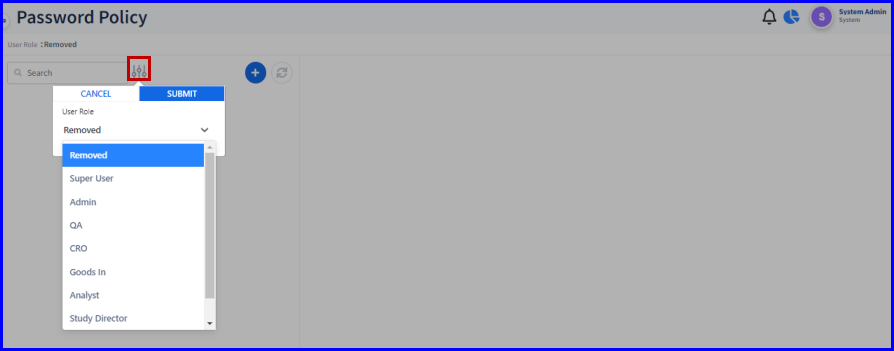 Password Policy
S
System Admin
System
User Role : Removed
Search
CANCEL
SUBMIT
User Role
Removed
Removed
Super User
Admin
QA
CRO
Goods In
Analyst
Study Director